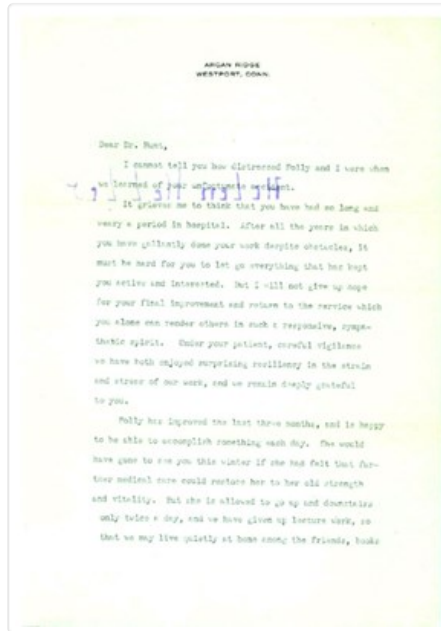 ARCAN RIDGE
WESTPORT, CONN.
Dear Dr. Hunt,
I cannot tell you how distressed Polly and I were when
we learned of your unfortunate accident.
Helen Keller
It grieves me to think that you have had so long and
weary a period in hospital. After all the years in which
you have gallantly done your work despite obstacles, it
must be hard for you to let go everything that has kept
you active and interested. But I will not give up hope
for your final improvement and return to the service which
you alone can render others in such a responsive, sympa-
thetic spirit. Under your patient, careful vigilance
we have both enjoyed surprising resiliency in the strain
and stress of our work, and we remain deeply grateful
to you.
Polly has improved the last three months, and is happy
to be able to accomplish something each day. She would
have gone to see you this winter if she had felt that fur-
ther medical care could restore her to her old strength
and vitality. But she is allowed to go up and downstairs
only twice a day, and we have given up lecture work, so
that we may live quietly at home among the friends, books